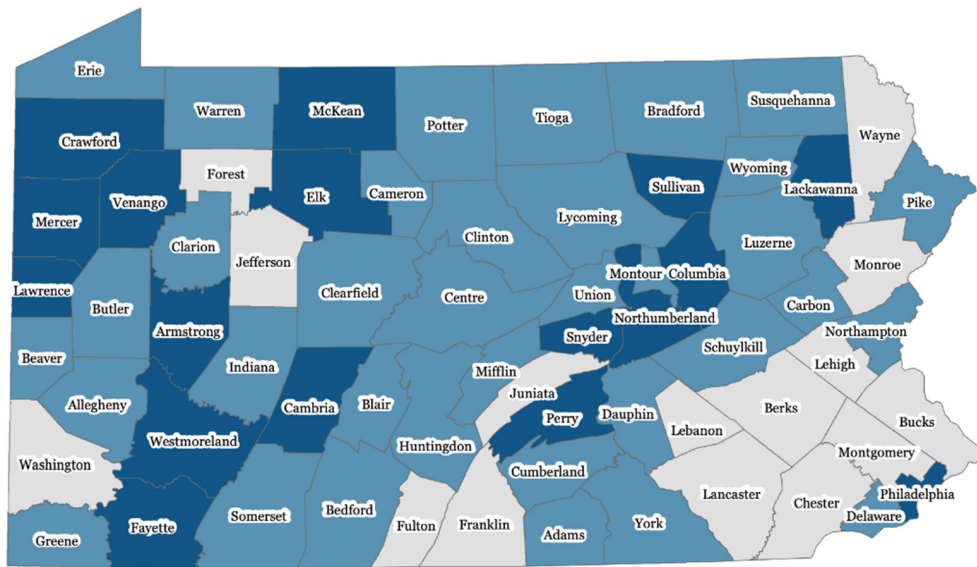 Erie
Warren
McKean
Potter
Tioga
Bradford
Susquehanna
Wayne
Crawford
Forest
Wyoming
Lackawanna
Sullivan
Pike
Mercer
Venango
Elk
Cameron
Lycoming
Clinton
Luzerne
Clarion
Jefferson
Monroe
Montour
Columbia
Lawrence
Butler
Clearfield
Centre
Union
Carbon
Northumberland
Armstrong
Snyder
Northampton
Beaver
Indiana
Schuylkill
Lehigh
Mifflin
Juniata
Allegheny
Cambria
Blair
Perry
Dauphin
Berks
Bucks
Lebanon
Westmoreland
Huntingdon
Montgomery
Washington
Cumberland
Lancaster
Philadelphia
Chester
Delaware
Fayette
Somerset
Bedford
Fulton
Franklin
Adams
York
Greene